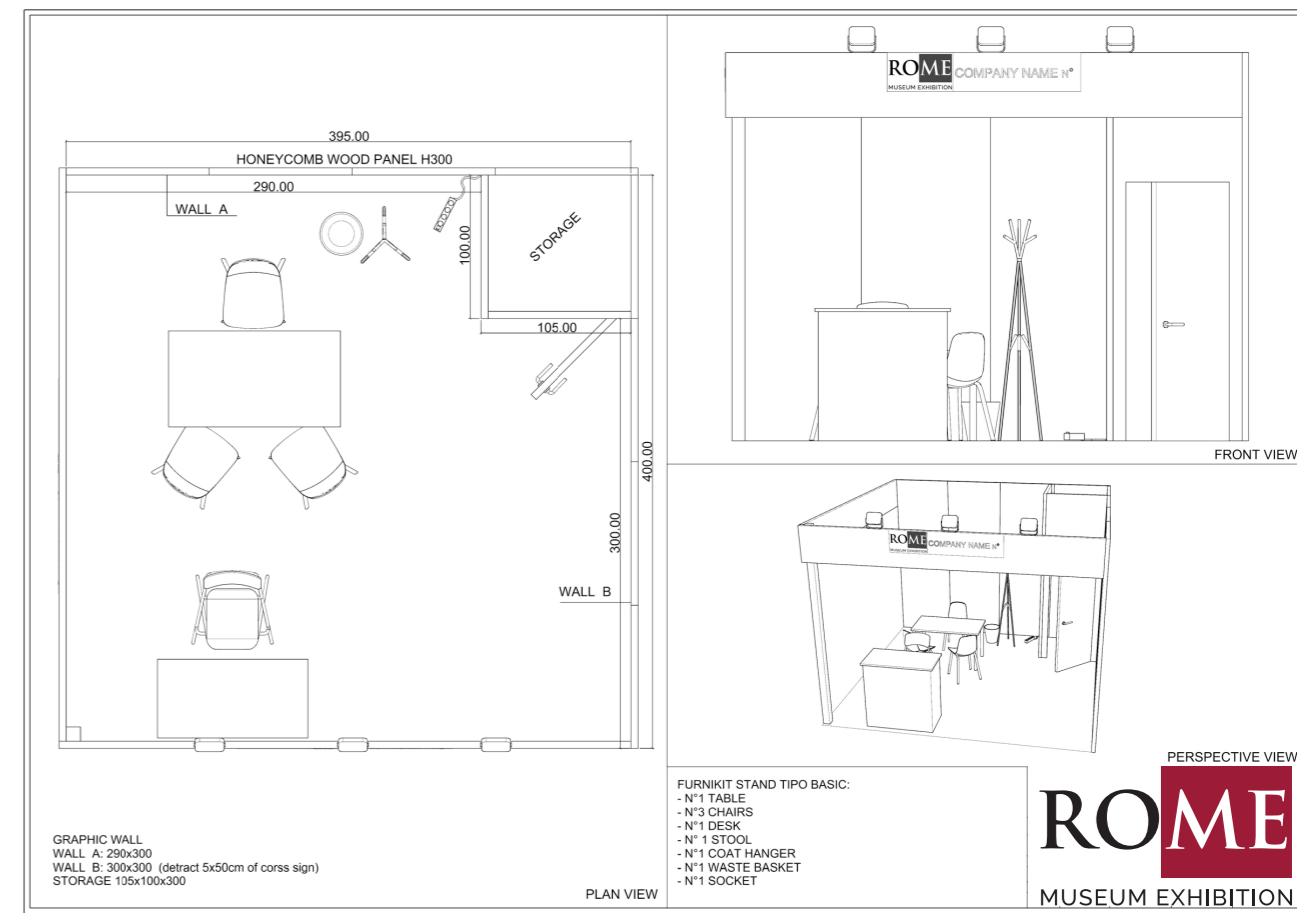 395.00
HONEYCOMB WOOD PANEL H300
290.00
WALL A
100.00
STORAGE
105.00
400.00
300.00
WALL B
GRAPHIC WALL
WALL A: 290x300
WALL B: 300x300 (detract 5x50cm of corss sign)
STORAGE 105x100x300
PLAN VIEW
ROME COMPANY NAME N°
MUSEUM EXHIBITION
FRONT VIEW
ROME COMPANY NAME N°
MUSEUM EXHIBITION
PERSPECTIVE VIEW
FURNIKIT STAND TIPO BASIC:
- N°1 TABLE
- N°3 CHAIRS
- N°1 DESK
- N° 1 STOOL
- N°1 COAT HANGER
- N°1 WASTE BASKET
- N°1 SOCKET
ROME
MUSEUM EXHIBITION